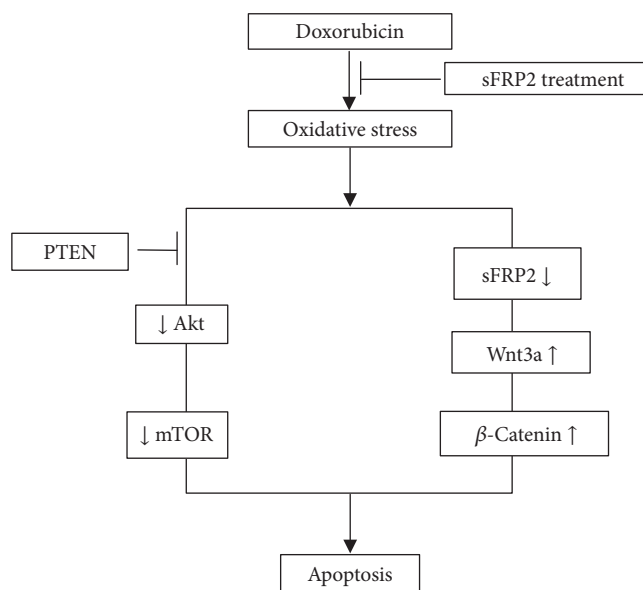 Doxorubicin
sFRP2 treatment
Oxidative stress
PTEN
sFRP2 ↓
↓ Akt
Wnt3a ↑
↓ mTOR
β-Catenin ↑
Apoptosis